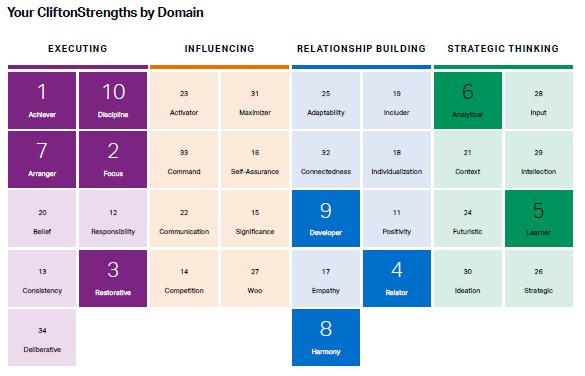 Your CliftonStrengths by Domain
EXECUTING INFLUENCING RELATIONSHIP BUILDING STRATEGIC THINKING
1 10 23 31 25 19 6 28
Achiever Discipline Activator Maximizer Adaptability Includer Analytical Input
7 2 33 16 32 18 21 29
Arranger Focus Command Self-Assurance Connectedness Individualization Context Intellection
20 12 22 15 9 11 24 5
Belief Responsibility Communication Significance Developer Positivity Futuristic Learner
13 3 14 27 17 4 30 26
Consistency Restorative Competition Woo Empathy Relator Ideation Strategic
34 8
Deliberative Harmony